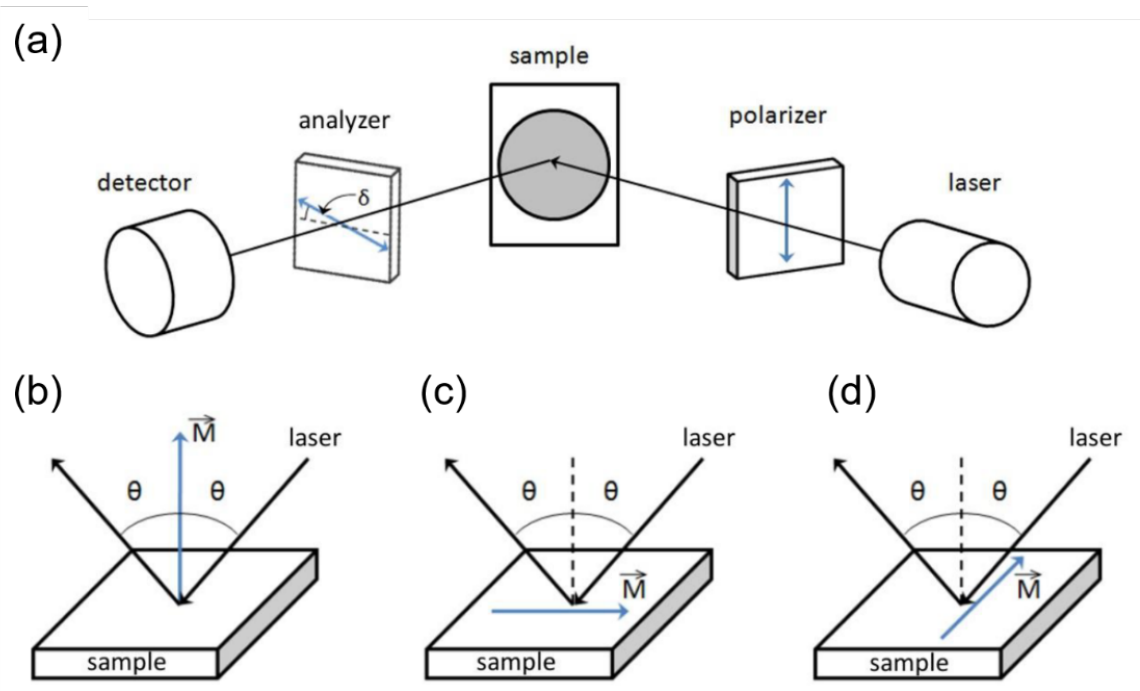 (a)
sample
analyzer
polarizer
detector
laser
δ
(b)
(c)
(d)
M⃗
laser
laser
laser
θ θ
θ θ
θ θ
M⃗
M⃗
sample
sample
sample